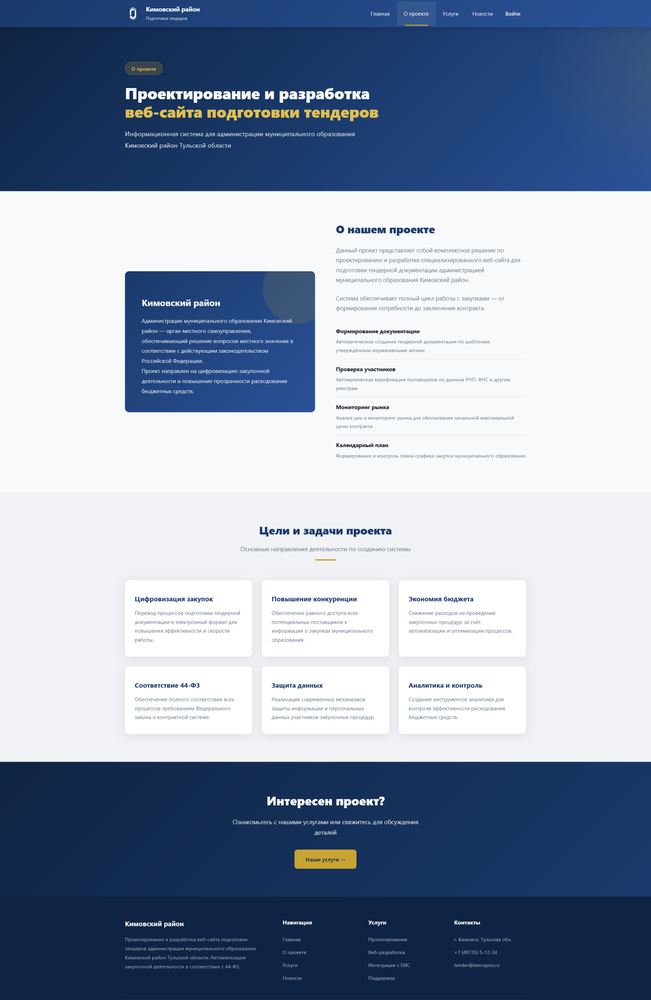 Кимовский район
Подготовка тендеров
Главная
О проекте
Услуги
Новости
Войти
О проекте
Проектирование и разработка
веб-сайта подготовки тендеров
Информационная система для администрации муниципального образования
Кимовский район Тульской области
Кимовский район
Администрация муниципального образования Кимовский
район — орган местного самоуправления,
обеспечивающий решение вопросов местного значения в
соответствии с действующим законодательством
Российской Федерации.
Проект направлен на цифровизацию закупочной
деятельности и повышение прозрачности расходования
бюджетных средств.
О нашем проекте
Данный проект представляет собой комплексное решение по
проектированию и разработке специализированного веб-сайта для
подготовки тендерной документации администрацией
муниципального образования Кимовский район.
Система обеспечивает полный цикл работы с закупками — от
формирования потребности до заключения контракта.
Формирование документации
Автоматическое создание тендерной документации по шаблонам,
утверждённым нормативными актами
Проверка участников
Автоматическая верификация поставщиков по данным РНП, ФНС и другим
реестрам
Мониторинг рынка
Анализ цен и мониторинг рынка для обоснования начальной максимальной
цены контракта
Календарный план
Формирование и контроль плана-графика закупок муниципального образования
Цели и задачи проекта
Основные направления деятельности по созданию системы
Цифровизация закупок
Перевод процессов подготовки тендерной
документации в электронный формат для
повышения эффективности и скорости
работы.
Повышение конкуренции
Обеспечение равного доступа всех
потенциальных поставщиков к
информации о закупках муниципального
образования.
Экономия бюджета
Снижение расходов на проведение
закупочных процедур за счёт
автоматизации и оптимизации процессов.
Соответствие 44-ФЗ
Обеспечение полного соответствия всех
процессов требованиям Федерального
закона о контрактной системе.
Защита данных
Реализация современных механизмов
защиты информации и персональных
данных участников закупочных процедур.
Аналитика и контроль
Создание инструментов аналитики для
контроля эффективности расходования
бюджетных средств.
Интересен проект?
Ознакомьтесь с нашими услугами или свяжитесь для обсуждения
деталей
Наши услуги →
Кимовский район
Проектирование и разработка веб-сайта подготовки
тендеров администрации муниципального образования
Кимовский район Тульской области. Автоматизация
закупочной деятельности в соответствии с 44-ФЗ.
Навигация
Главная
О проекте
Услуги
Новости
Услуги
Проектирование
Веб-разработка
Интеграция с ЕИС
Поддержка
Контакты
г. Кимовск, Тульская обл.
+7 (48735) 5-12-34
tender@kimrayon.ru